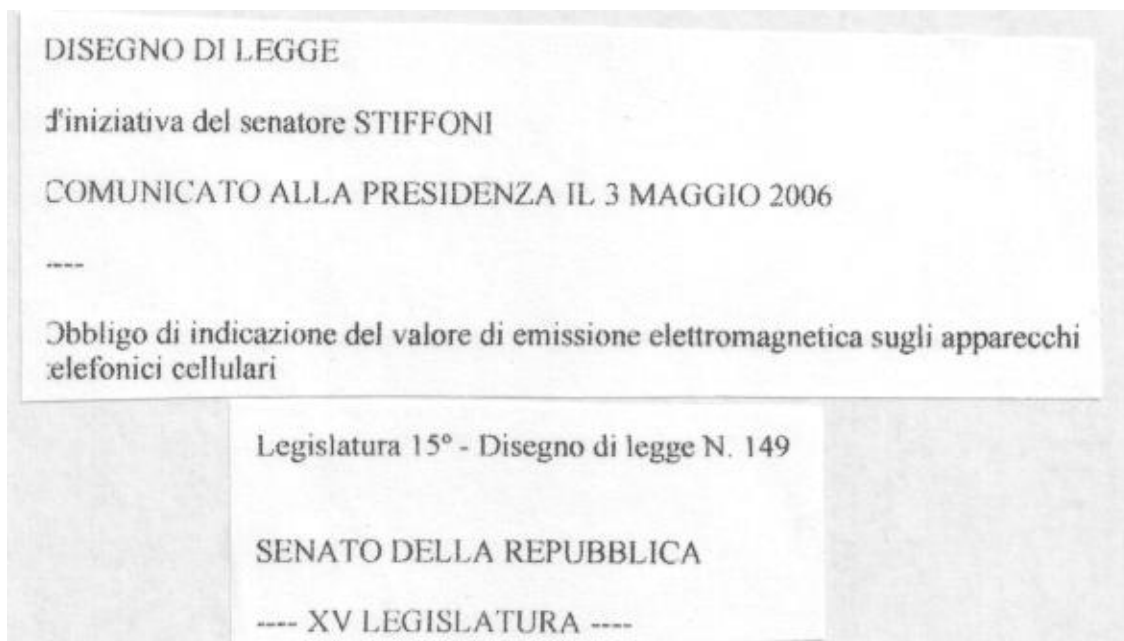 DISEGNO DI LEGGE
d'iniziativa del senatore STIFFONI
COMUNICATO ALLA PRESIDENZA IL 3 MAGGIO 2006
----
Obbligo di indicazione del valore di emissione elettromagnetica sugli apparecchi
telefonici cellulari
Legislatura 15º - Disegno di legge N. 149
SENATO DELLA REPUBBLICA
---- XV LEGISLATURA ----